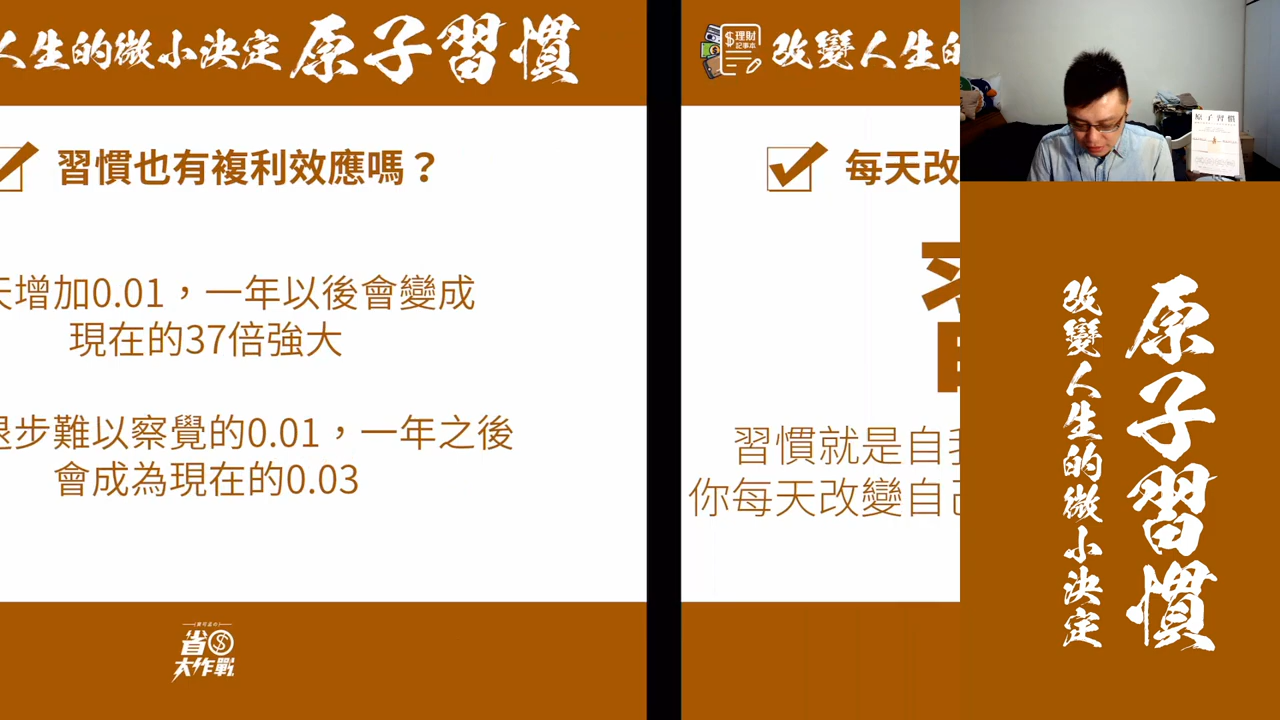 人生的微小決定 原子習慣
習慣也有複利效應嗎？
天增加0.01，一年以後會變成
現在的37倍強大
退步難以察覺的0.01，一年之後
會成為現在的0.03
省$
大作戰
理財
記事本
改變人生的
每天改
習慣就是自我
你每天改變自己
原子習慣
原子習慣
改變人生的微小決定